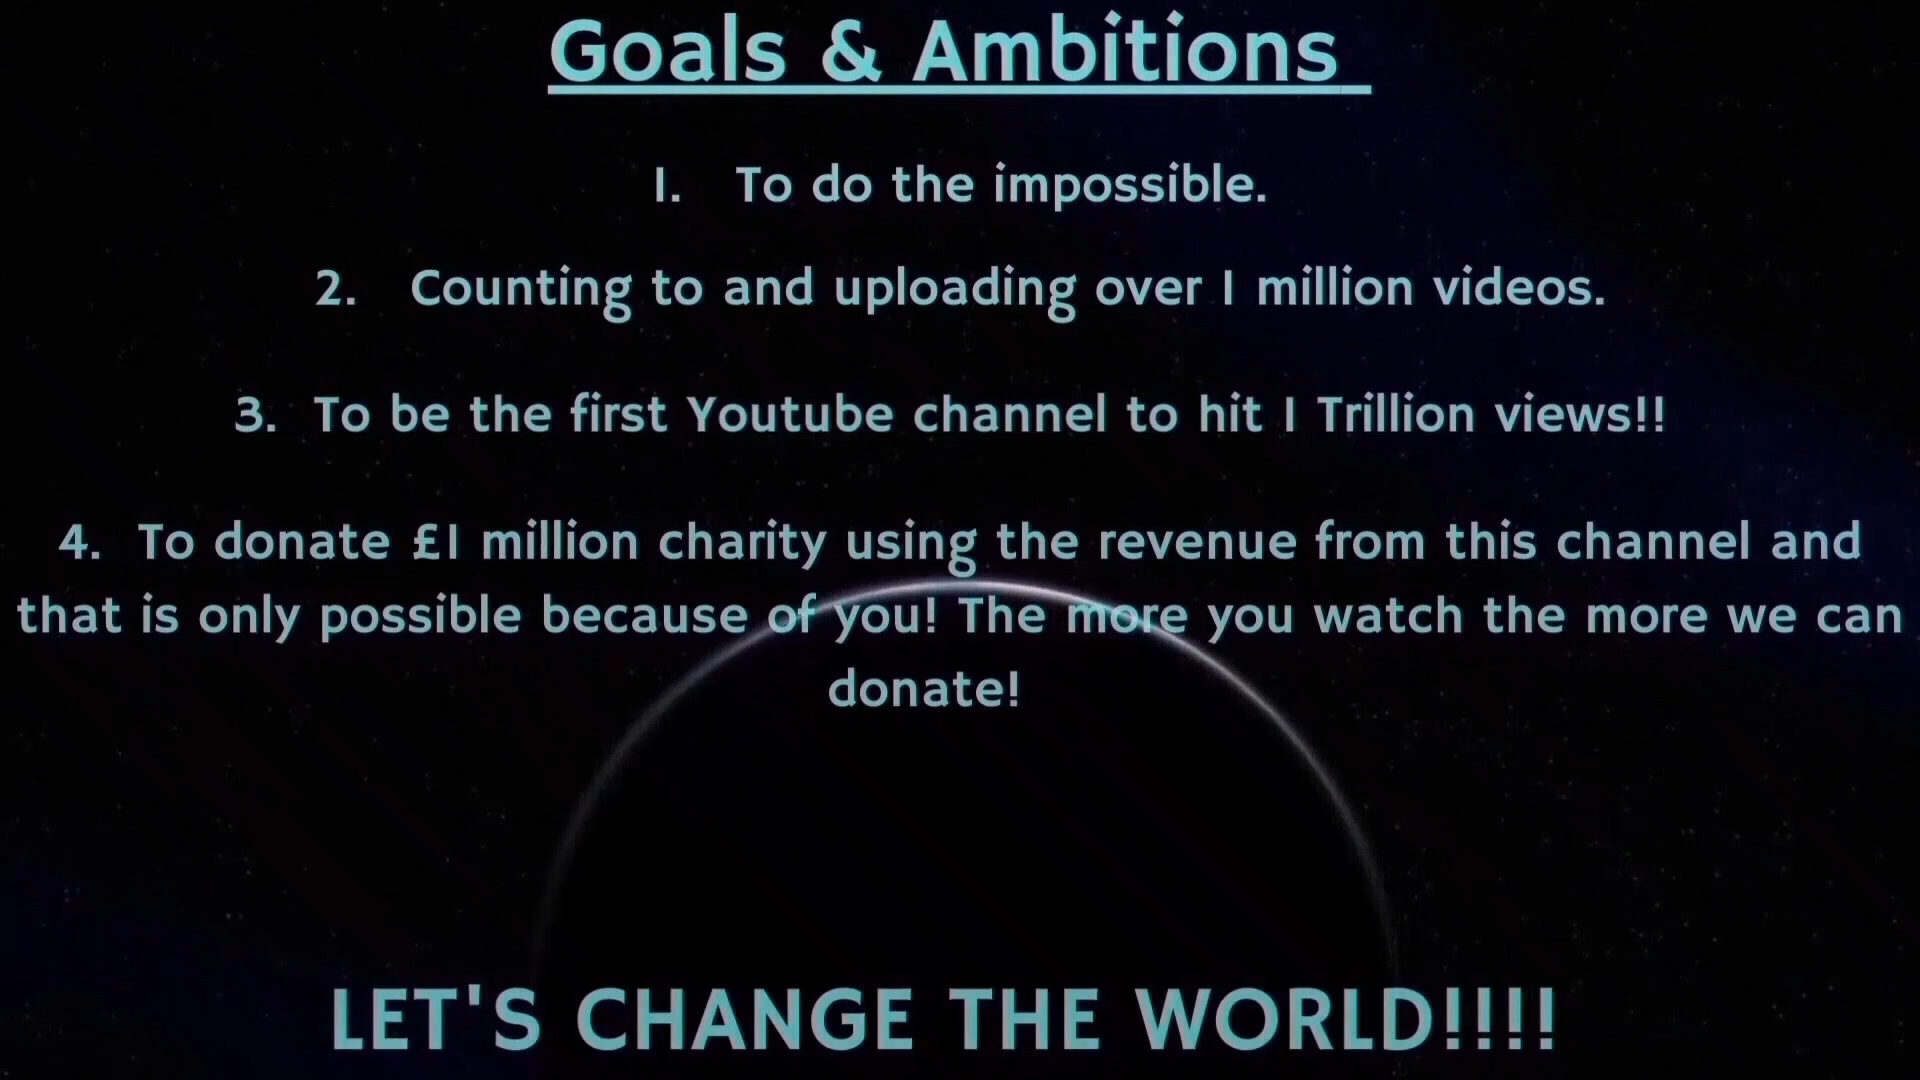 Goals & Ambitions
1. To do the impossible.
2. Counting to and uploading over 1 million videos.
3. To be the first Youtube channel to hit 1 Trillion views!!
4. To donate £1 million charity using the revenue from this channel and
that is only possible because of you! The more you watch the more we can
donate!
LET'S CHANGE THE WORLD!!!!